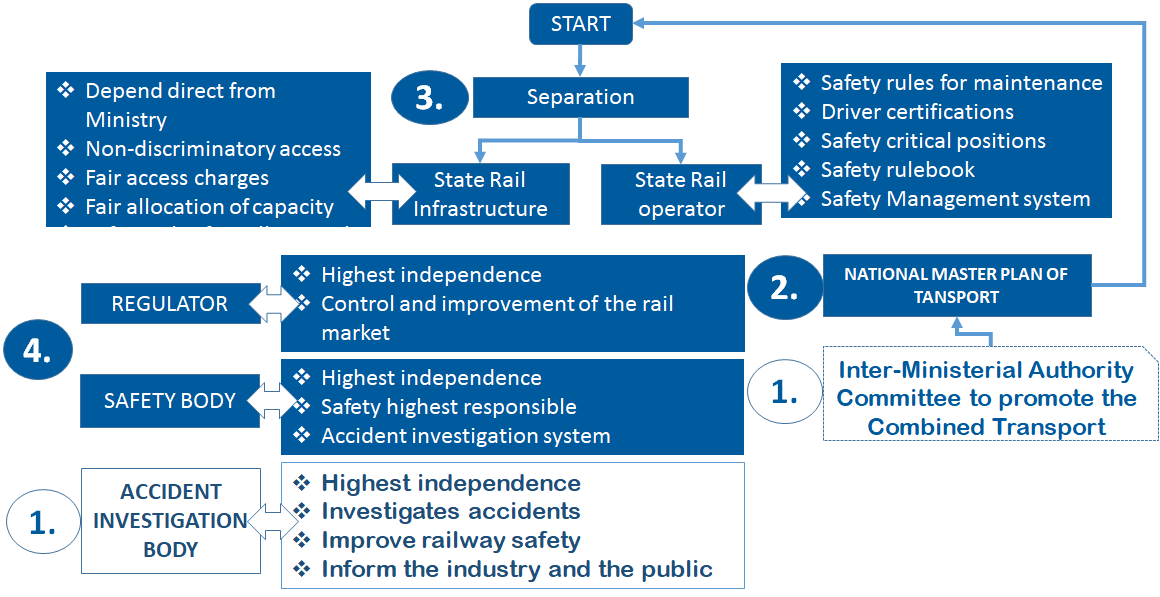 START
3.
Separation
❖ Depend direct from
Ministry
❖ Non-discriminatory access
❖ Fair access charges
❖ Fair allocation of capacity
State Rail
Infrastructure
State Rail
operator
❖ Safety rules for maintenance
❖ Driver certifications
❖ Safety critical positions
❖ Safety rulebook
❖ Safety Management system
4.
REGULATOR
❖ Highest independence
❖ Control and improvement of the rail
market
SAFETY BODY
❖ Highest independence
❖ Safety highest responsible
❖ Accident investigation system
1.
ACCIDENT
INVESTIGATION
BODY
❖ Highest independence
❖ Investigates accidents
❖ Improve railway safety
❖ Inform the industry and the public
2.
NATIONAL MASTER PLAN OF
TANSPORT
1.
Inter-Ministerial Authority
Committee to promote the
Combined Transport